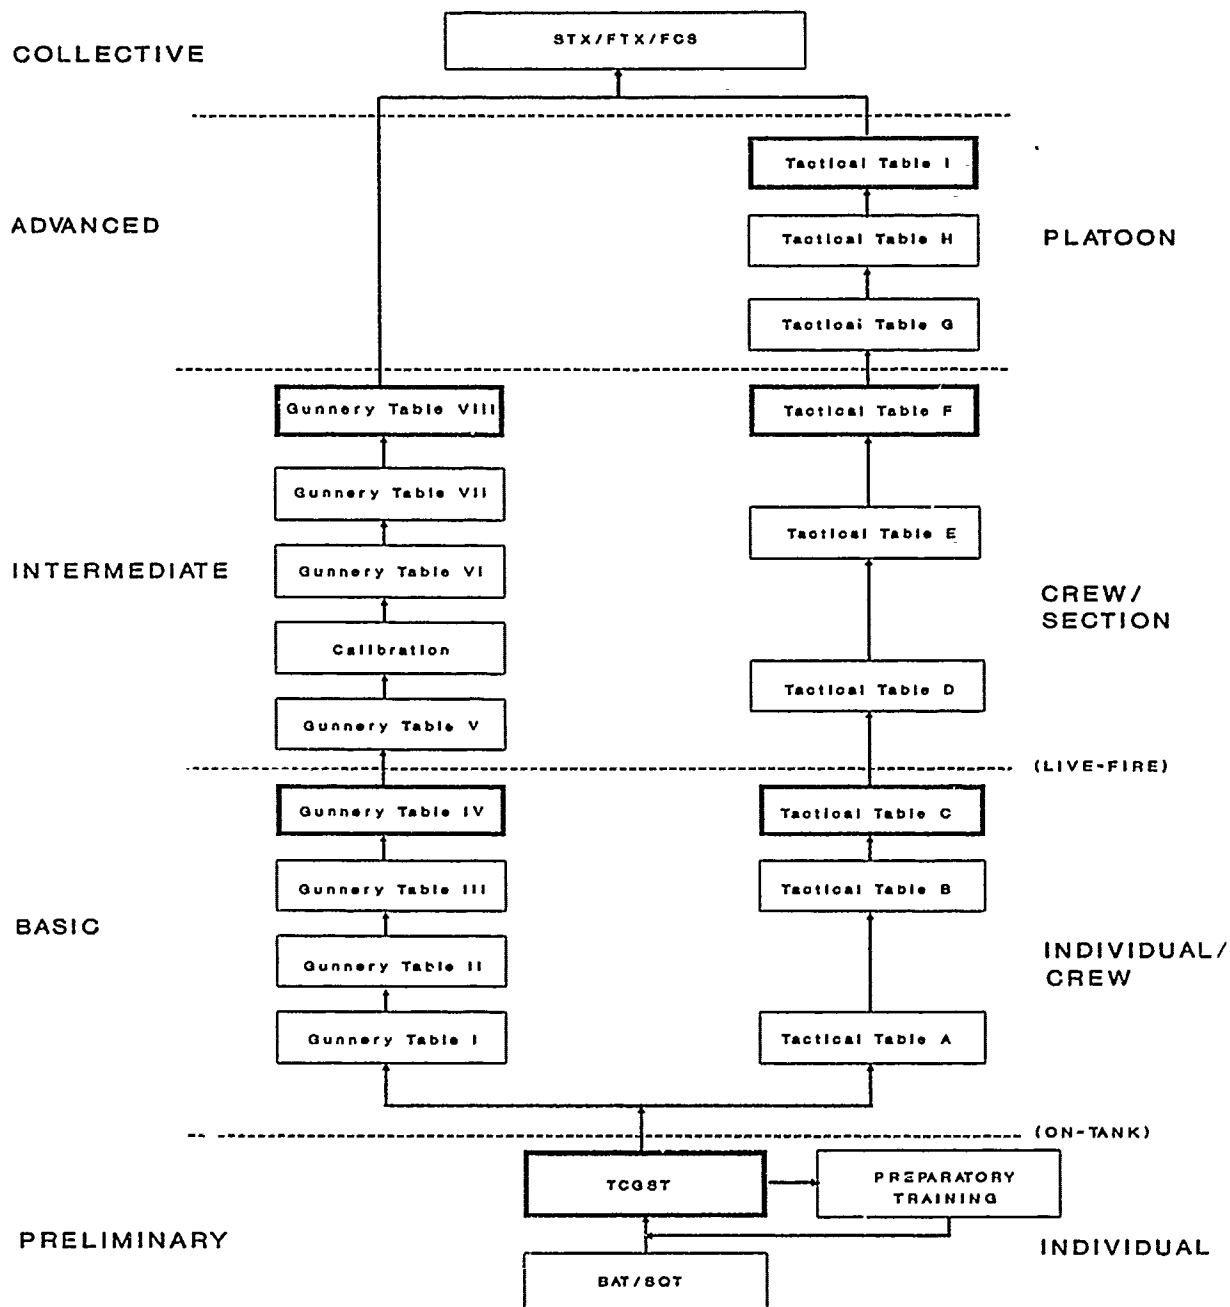 STX/FTX/FCS
COLLECTIVE
Tactical Table I
ADVANCED
Tactical Table H
PLATOON
Tactical Table G
Gunnery Table VIII
Tactical Table F
Gunnery Table VII
Tactical Table E
INTERMEDIATE
Gunnery Table VI
CREW/
SECTION
Calibration
Tactical Table D
Gunnery Table V
(LIVE-FIRE)
Gunnery Table IV
Tactical Table C
Gunnery Table III
Tactical Table B
BASIC
INDIVIDUAL/
CREW
Gunnery Table II
Gunnery Table I
Tactical Table A
(ON-TANK)
TCGST
PREPARATORY
TRAINING
PRELIMINARY
INDIVIDUAL
BAT/SQT